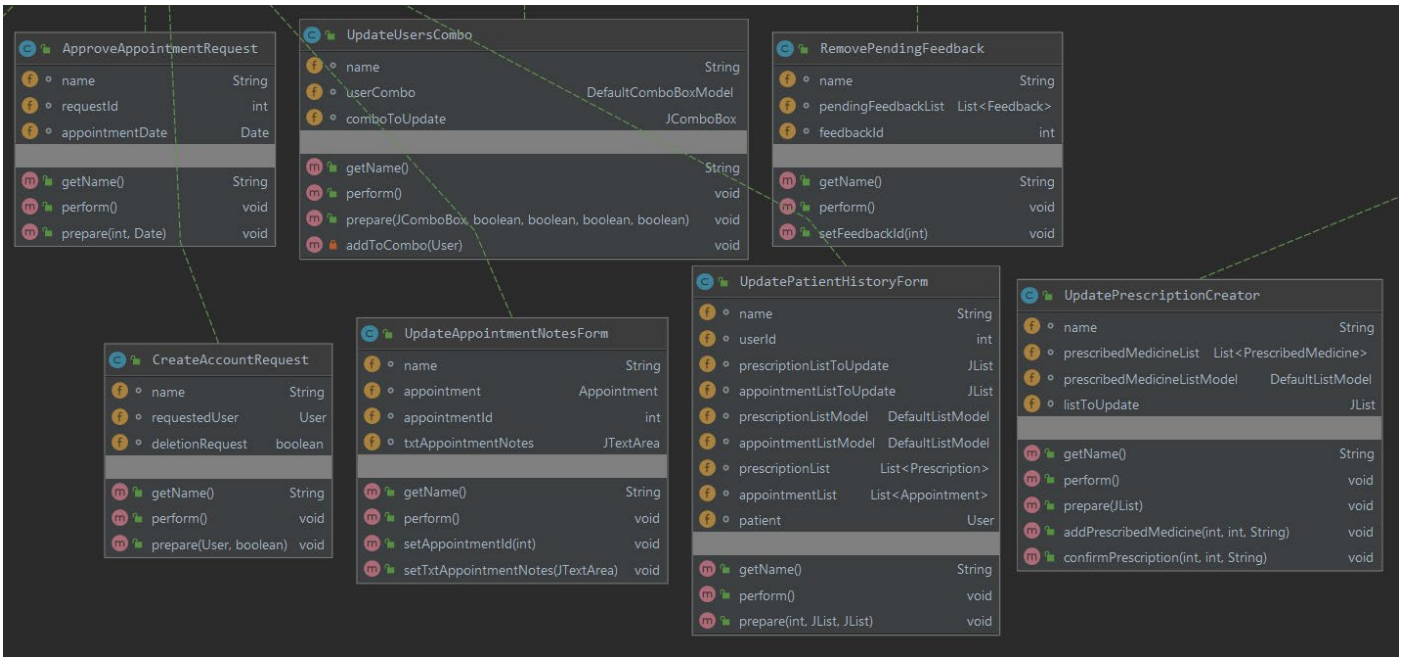 ApproveAppointmentRequest
name String
requestId int
appointmentDate Date
getName() String
perform() void
prepare(int, Date) void
UpdateUsersCombo
name String
userCombo DefaultComboBoxModel
comboToUpdate JComboBox
getName() String
perform() void
prepare(JComboBox, boolean, boolean, boolean, boolean) void
addToCombo(User) void
RemovePendingFeedback
name String
pendingFeedbackList List<Feedback>
feedbackId int
getName() String
perform() void
setFeedbackId(int) void
CreateAccountRequest
name String
requestedUser User
deletionRequest boolean
getName() String
perform() void
prepare(User, boolean) void
UpdateAppointmentNotesForm
name String
appointment Appointment
appointmentId int
txtAppointmentNotes JTextArea
getName() String
perform() void
setAppointmentId(int) void
setTxtAppointmentNotes(JTextArea) void
UpdatePatientHistoryForm
name String
userId int
prescriptionListToUpdate JList
appointmentListToUpdate JList
prescriptionListModel DefaultListModel
appointmentListModel DefaultListModel
prescriptionList List<Prescription>
appointmentList List<Appointment>
patient User
getName() String
perform() void
prepare(int, JList, JList) void
UpdatePrescriptionCreator
name String
prescribedMedicineList List<PrescribedMedicine>
prescribedMedicineListModel DefaultListModel
listToUpdate JList
getName() String
perform() void
prepare(JList) void
addPrescribedMedicine(int, int, String) void
confirmPrescription(int, int, String) void